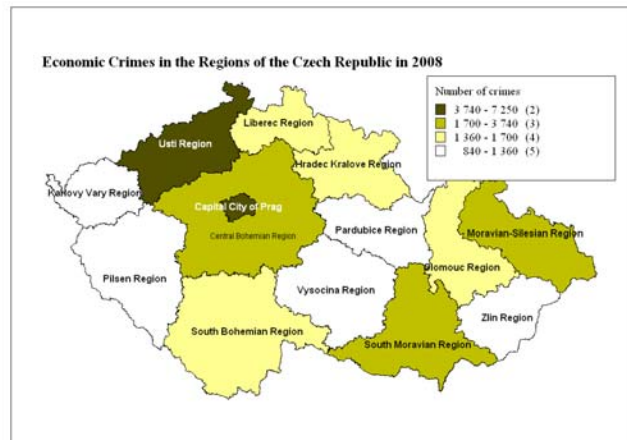 Economic Crimes in the Regions of the Czech Republic in 2008
Number of crimes
3 740 - 7 250 (2)
1 700 - 3 740 (3)
1 360 - 1 700 (4)
840 - 1 360 (5)
Liberec Region
Usti Region
Hradec Kralove Region
Karlovy Vary Region
Capital City of Prag
Pardubice Region
Moravian-Silesian Region
Central Bohemian Region
Olomouc Region
Pilsen Region
Vysocina Region
Zlin Region
South Bohemian Region
South Moravian Region